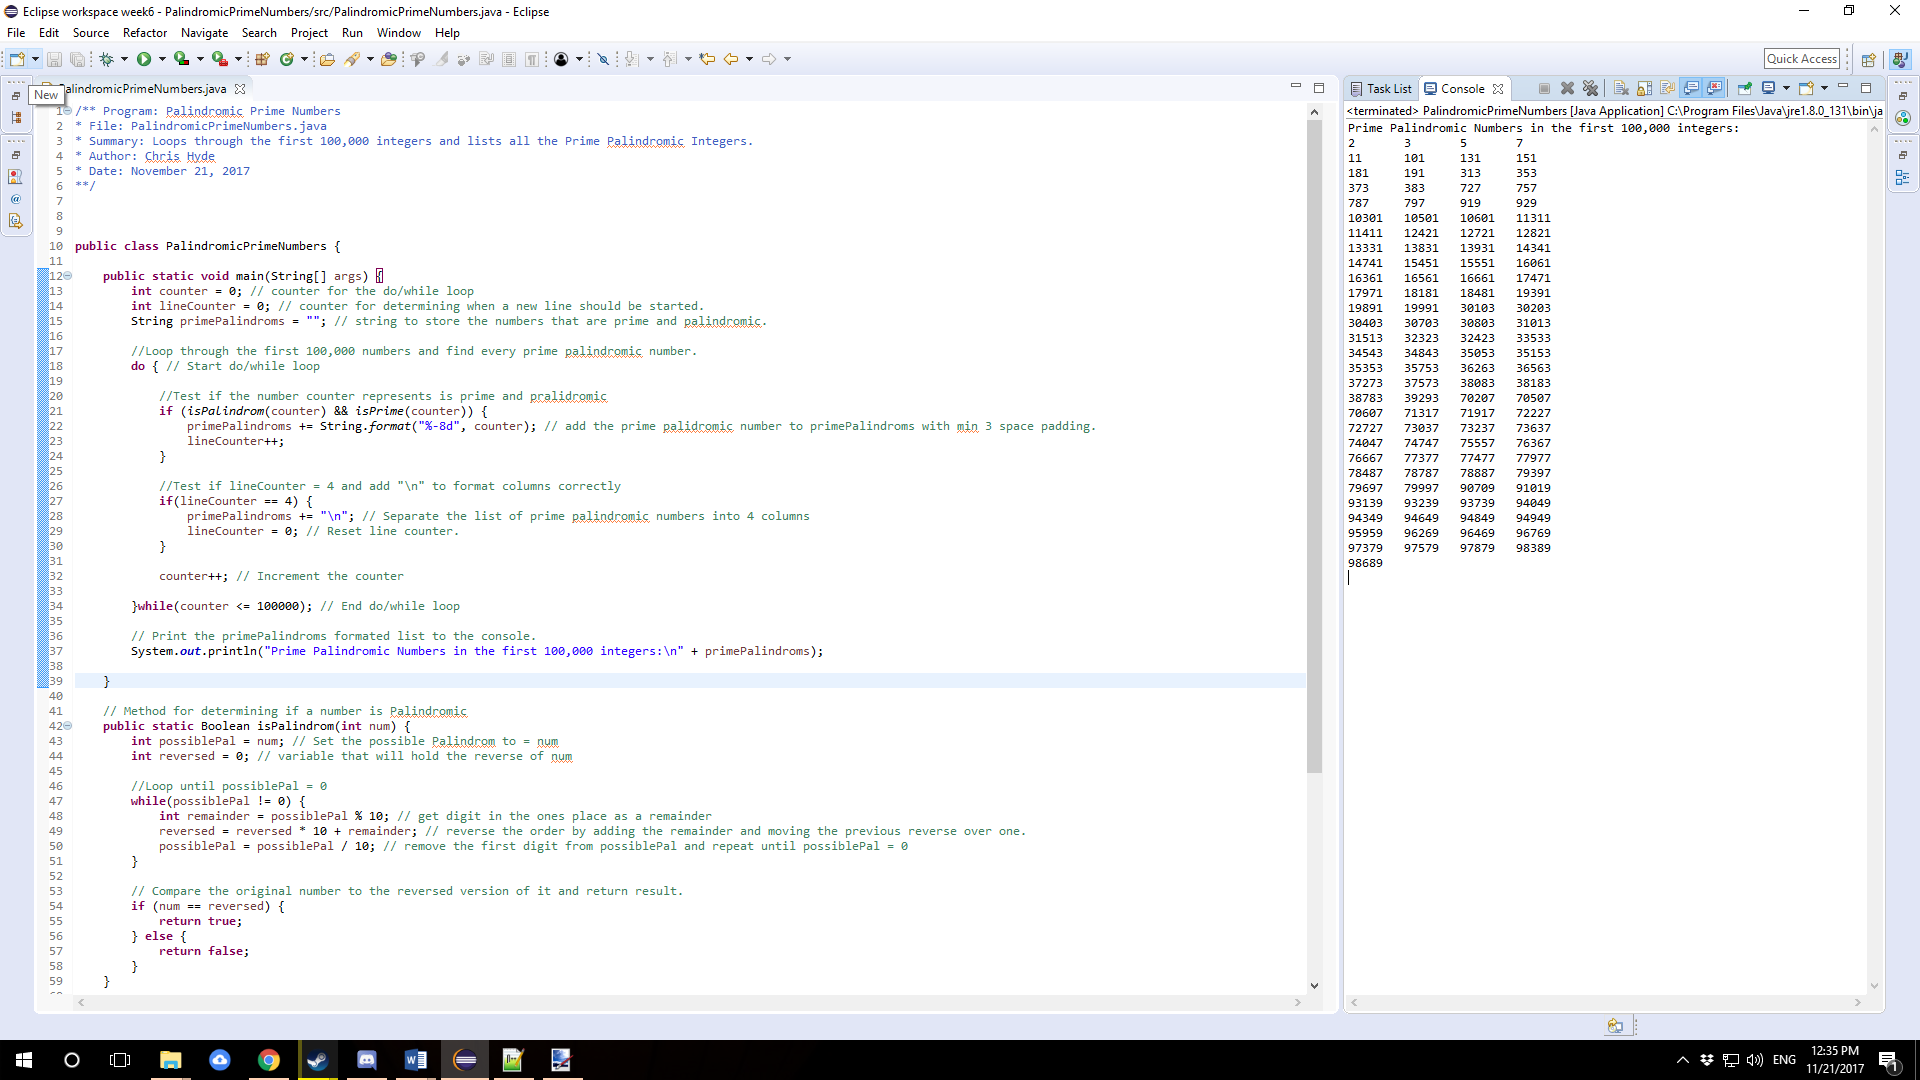 Eclipse workspace week6 - PalindromicPrimeNumbers/src/PalindromicPrimeNumbers.java - Eclipse
File Edit Source Refactor Navigate Search Project Run Window Help
Quick Access
PalindromicPrimeNumbers.java
New
1 /** Program: Palindromic Prime Numbers
2 * File: PalindromicPrimeNumbers.java
3 * Summary: Loops through the first 100,000 integers and lists all the Prime Palindromic Integers.
4 * Author: Chris Hyde
5 * Date: November 21, 2017
6 **/
7
8
9
10 public class PalindromicPrimeNumbers {
11
12 public static void main(String[] args) {
13 int counter = 0; // counter for the do/while loop
14 int lineCounter = 0; // counter for determining when a new line should be started.
15 String primePalindroms = ""; // string to store the numbers that are prime and palindromic.
16
17 //Loop through the first 100,000 numbers and find every prime palindromic number.
18 do { // Start do/while loop
19
20 //Test if the number counter represents is prime and pralidromic
21 if (isPalindrom(counter) && isPrime(counter)) {
22 primePalindroms += String.format("%-8d", counter); // add the prime palidromic number to primePalindroms with min 3 space padding.
23 lineCounter++;
24 }
25
26 //Test if lineCounter = 4 and add "\n" to format columns correctly
27 if(lineCounter == 4) {
28 primePalindroms += "\n"; // Separate the list of prime palindromic numbers into 4 columns
29 lineCounter = 0; // Reset line counter.
30 }
31
32 counter++; // Increment the counter
33
34 }while(counter <= 100000); // End do/while loop
35
36 // Print the primePalindroms formated list to the console.
37 System.out.println("Prime Palindromic Numbers in the first 100,000 integers:\n" + primePalindroms);
38
39 }
40
41 // Method for determining if a number is Palindromic
42 public static Boolean isPalindrom(int num) {
43 int possiblePal = num; // Set the possible Palindrom to = num
44 int reversed = 0; // variable that will hold the reverse of num
45
46 //Loop until possiblePal = 0
47 while(possiblePal != 0) {
48 int remainder = possiblePal % 10; // get digit in the ones place as a remainder
49 reversed = reversed * 10 + remainder; // reverse the order by adding the remainder and moving the previous reverse over one.
50 possiblePal = possiblePal / 10; // remove the first digit from possiblePal and repeat until possiblePal = 0
51 }
52
53 // Compare the original number to the reversed version of it and return result.
54 if (num == reversed) {
55 return true;
56 } else {
57 return false;
58 }
59 }
Task List Console
<terminated> PalindromicPrimeNumbers [Java Application] C:\Program Files\Java\jre1.8.0_131\bin\ja
Prime Palindromic Numbers in the first 100,000 integers:
2 3 5 7
11 101 131 151
181 191 313 353
373 383 727 757
787 797 919 929
10301 10501 10601 11311
11411 12421 12721 12821
13331 13831 13931 14341
14741 15451 15551 16061
16361 16561 16661 17471
17971 18181 18481 19391
19891 19991 30103 30203
30403 30703 30803 31013
31513 32323 32423 33533
34543 34843 35053 35153
35353 35753 36263 36563
37273 37573 38083 38183
38783 39293 70207 70507
70607 71317 71917 72227
72727 73037 73237 73637
74047 74747 75557 76367
76667 77377 77477 77977
78487 78787 78887 79397
79697 79997 90709 91019
93139 93239 93739 94049
94349 94649 94849 94949
95959 96269 96469 96769
97379 97579 97879 98389
98689
ENG
12:35 PM
11/21/2017
1